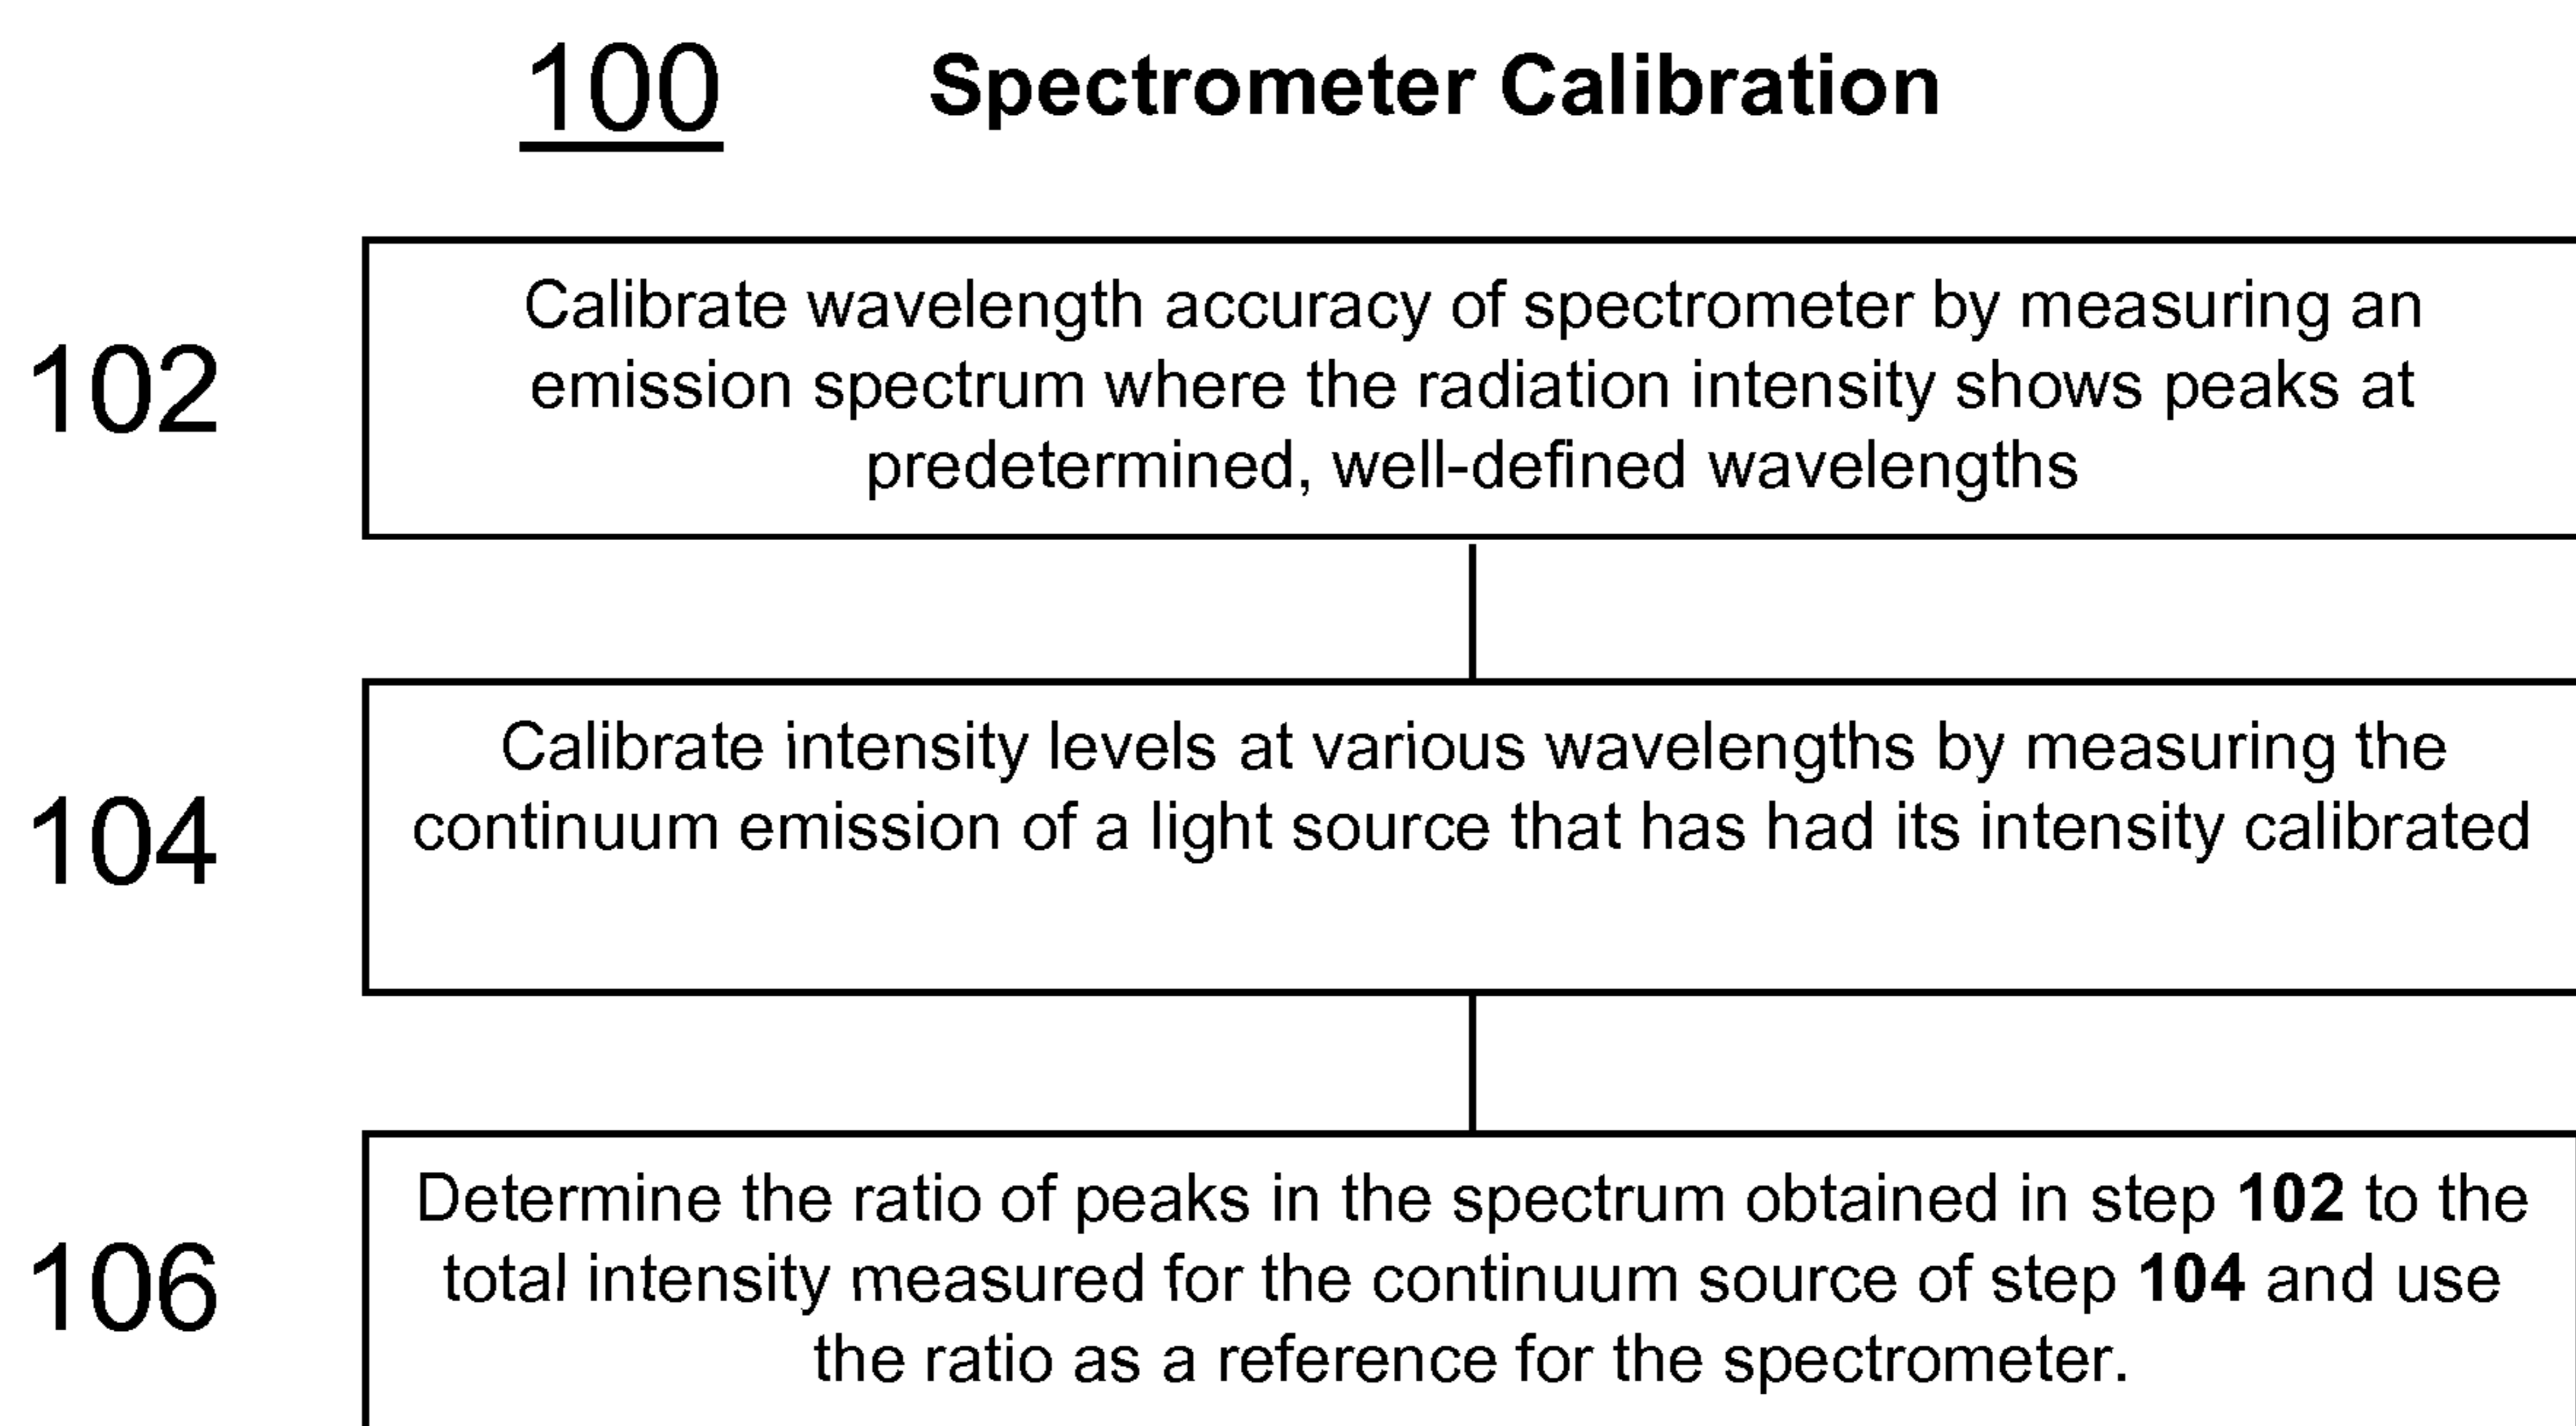 100 Spectrometer Calibration
102
Calibrate wavelength accuracy of spectrometer by measuring an
emission spectrum where the radiation intensity shows peaks at
predetermined, well-defined wavelengths
104
Calibrate intensity levels at various wavelengths by measuring the
continuum emission of a light source that has had its intensity calibrated
106
Determine the ratio of peaks in the spectrum obtained in step 102 to the
total intensity measured for the continuum source of step 104 and use
the ratio as a reference for the spectrometer.